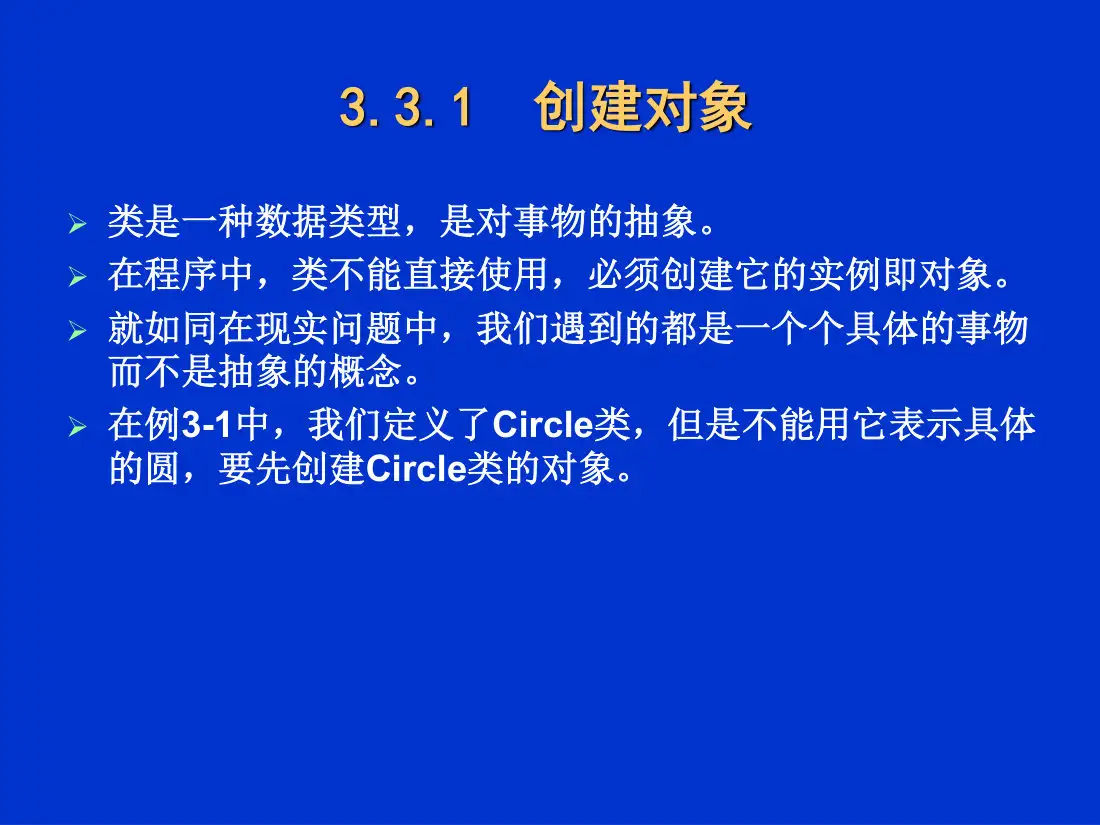 3.3.1 创建对象
类是一种数据类型，是对事物的抽象。
在程序中，类不能直接使用，必须创建它的实例即对象。
就如同在现实问题中，我们遇到的都是一个个具体的事物
而不是抽象的概念。
在例3-1中，我们定义了Circle类，但是不能用它表示具体
的圆，要先创建Circle类的对象。